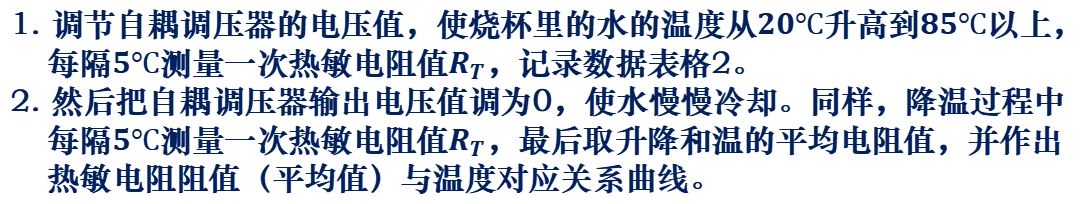 1. 调节自耦调压器的电压值，使烧杯里的水的温度从20℃升高到85℃以上，
每隔5℃测量一次热敏电阻值R_T，记录数据表格2。
2. 然后把自耦调压器输出电压值调为0，使水慢慢冷却。同样，降温过程中
每隔5℃测量一次热敏电阻值R_T，最后取升降和温的平均电阻值，并作出
热敏电阻阻值（平均值）与温度对应关系曲线。